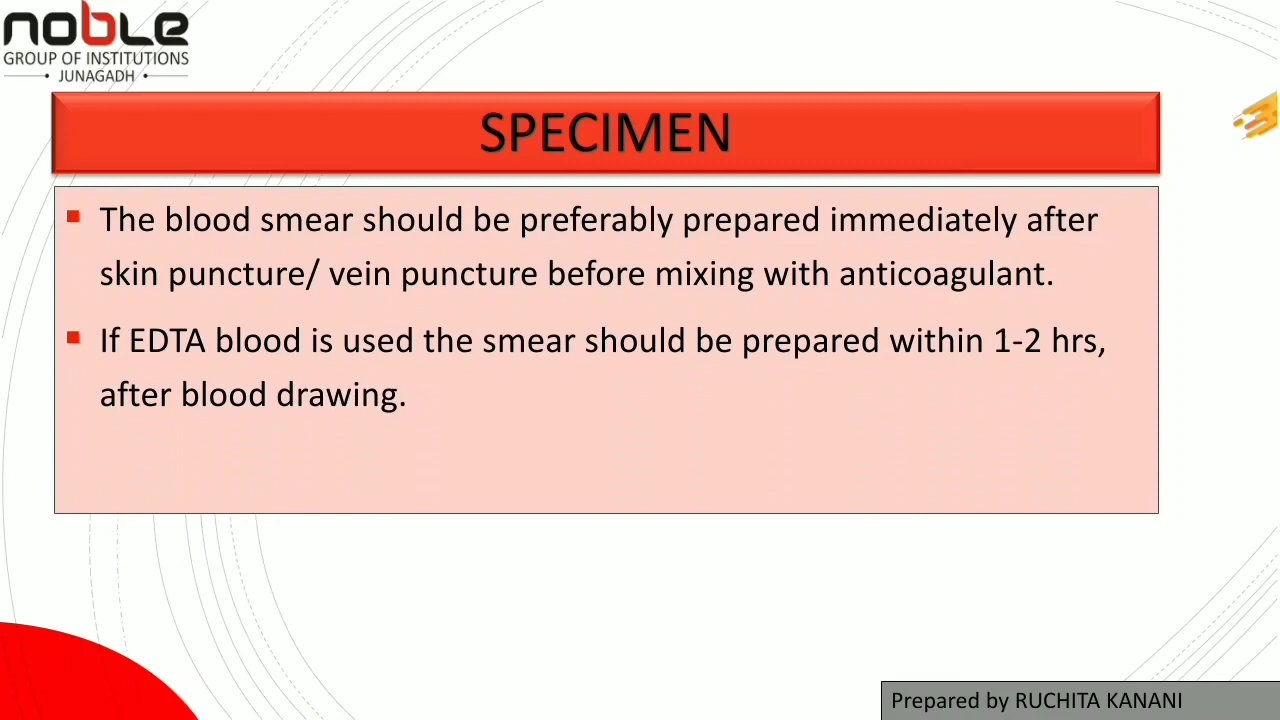 noble
GROUP OF INSTITUTIONS
JUNAGADH
SPECIMEN
The blood smear should be preferably prepared immediately after
skin puncture/ vein puncture before mixing with anticoagulant.
If EDTA blood is used the smear should be prepared within 1-2 hrs,
after blood drawing.
Prepared by RUCHITA KANANI